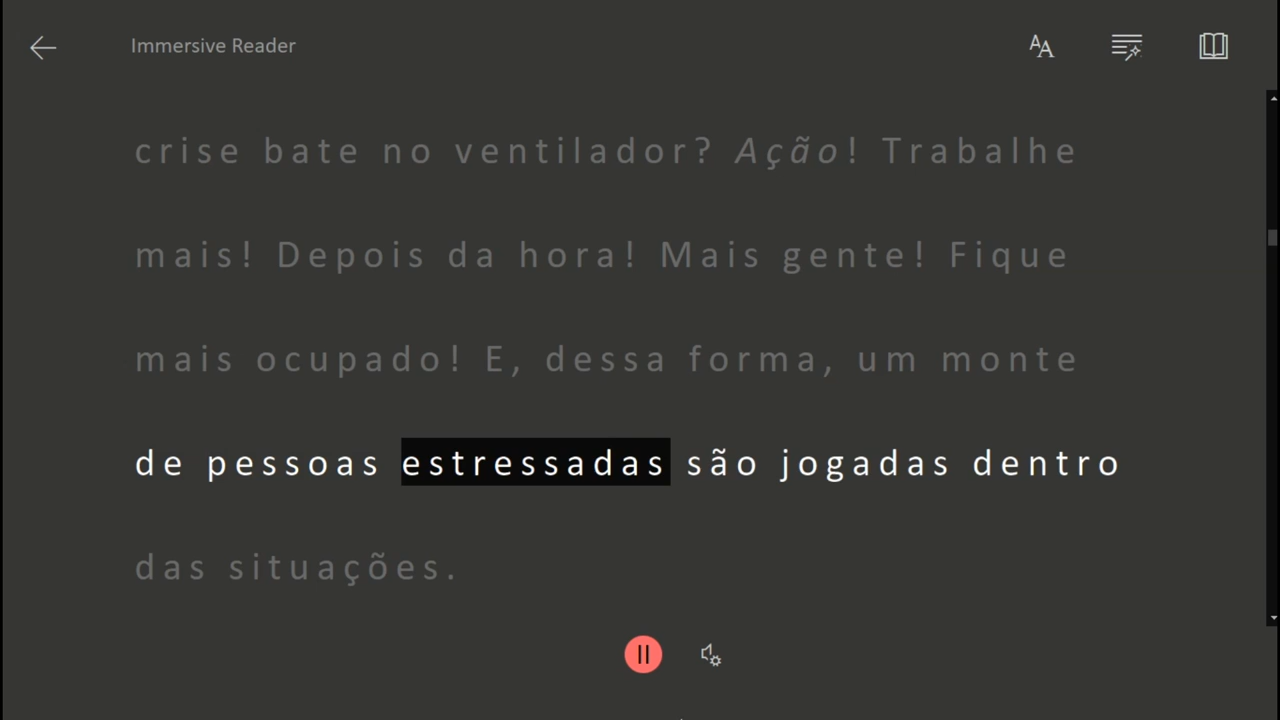 Immersive Reader
crise bate no ventilador? Ação! Trabalhe
mais! Depois da hora! Mais gente! Fique
mais ocupado! E, dessa forma, um monte
de pessoas estressadas são jogadas dentro
das situações.